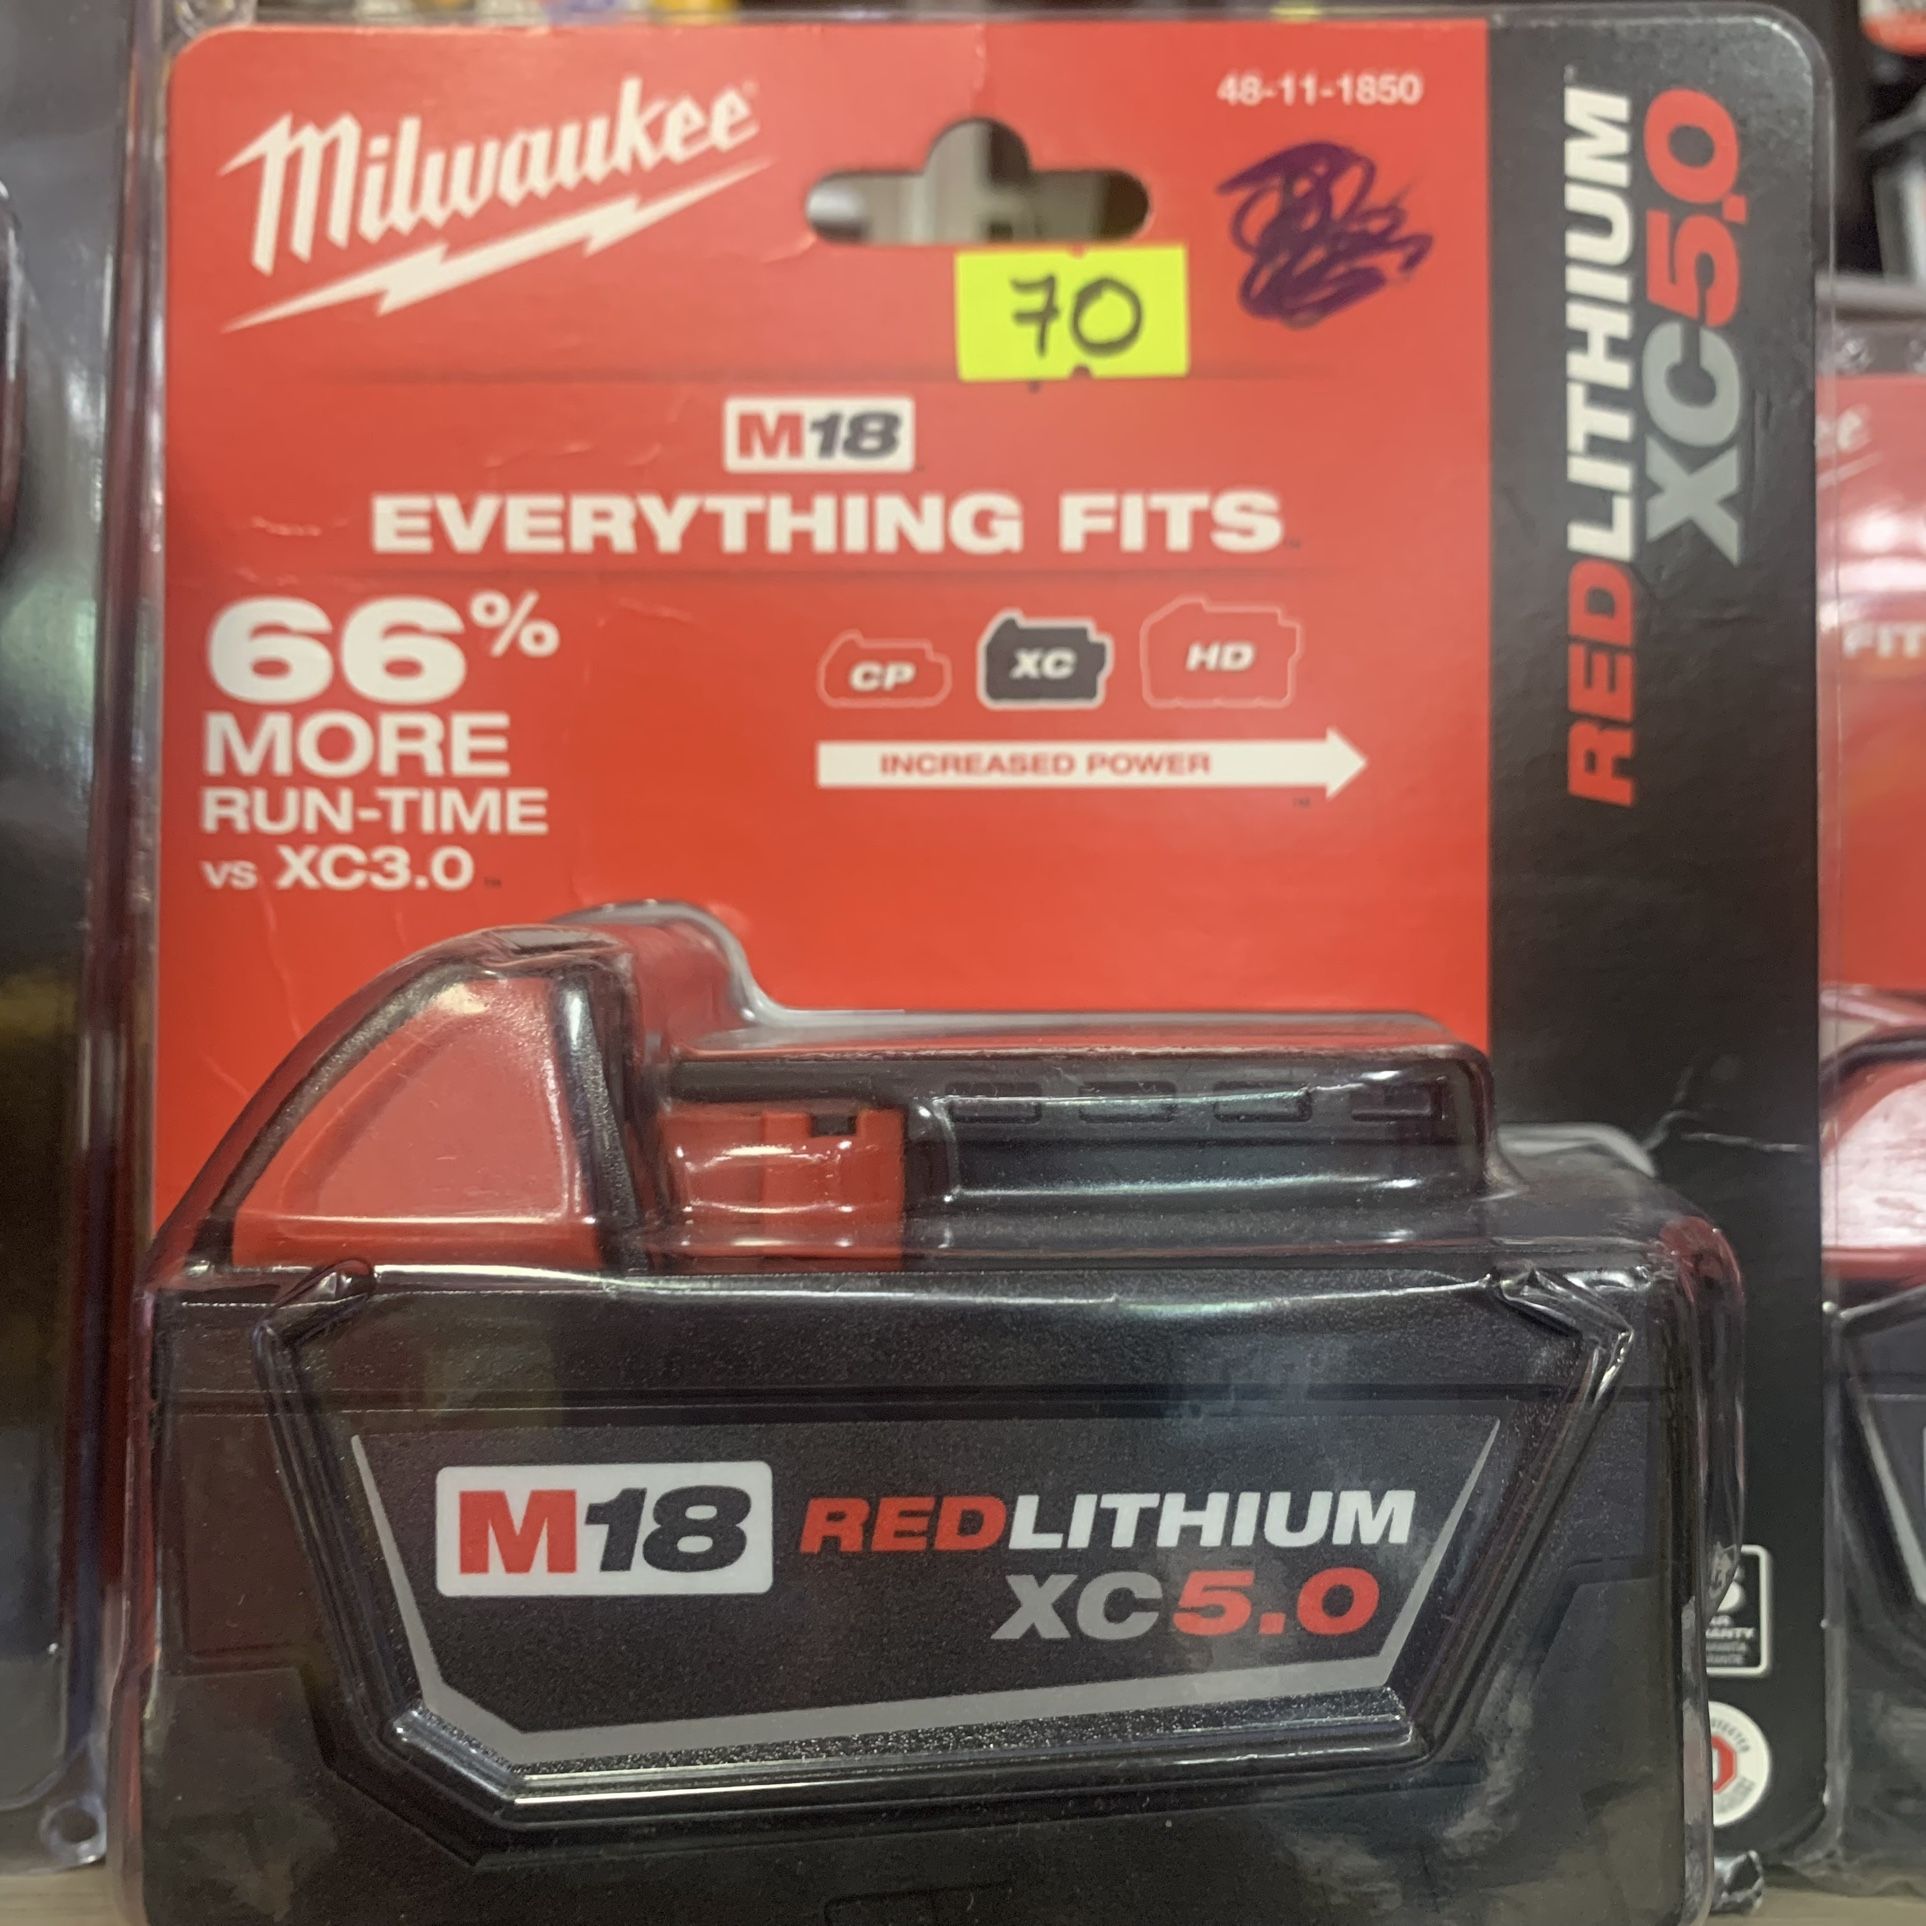 Milwaukee
48-11-1850
70
M18
EVERYTHING FITS
66%
MORE
RUN-TIME
vs XC3.0
CP XC HD
INCREASED POWER
REDLITHIUM
XC5.0
M18 REDLITHIUM
XC5.0
FIT